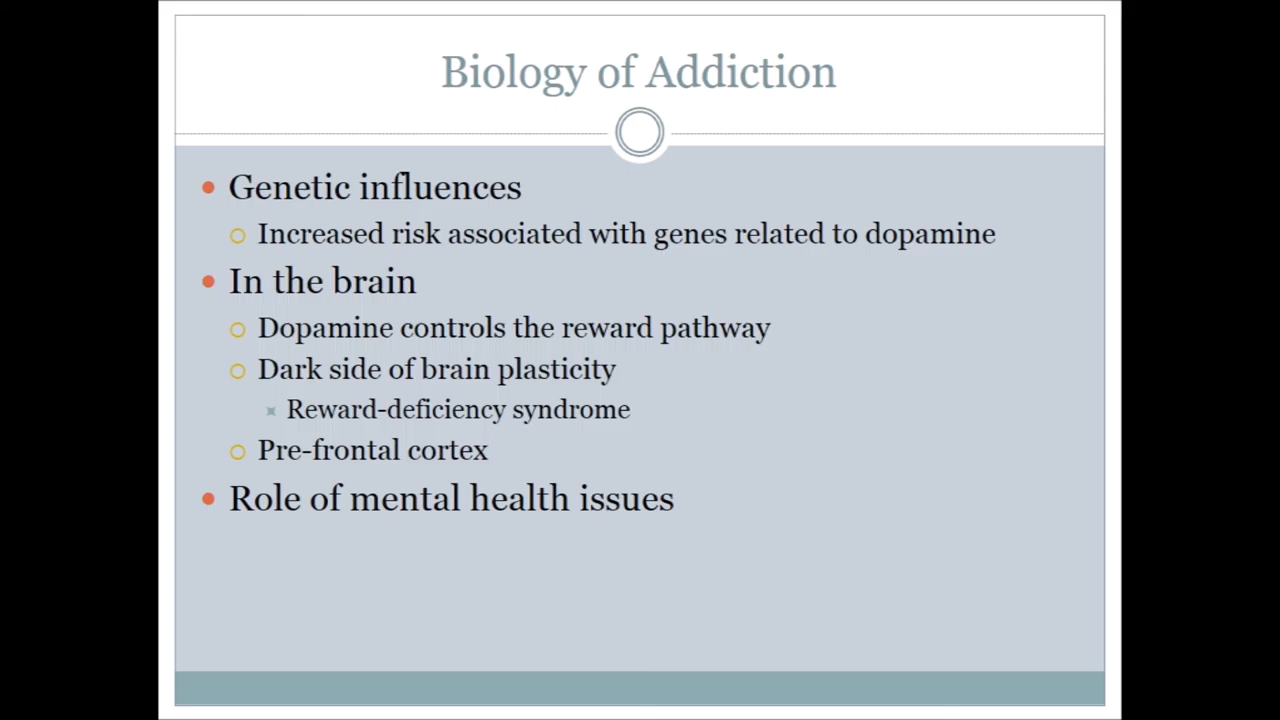 Biology of Addiction
Genetic influences
Increased risk associated with genes related to dopamine
In the brain
Dopamine controls the reward pathway
Dark side of brain plasticity
Reward-deficiency syndrome
Pre-frontal cortex
Role of mental health issues